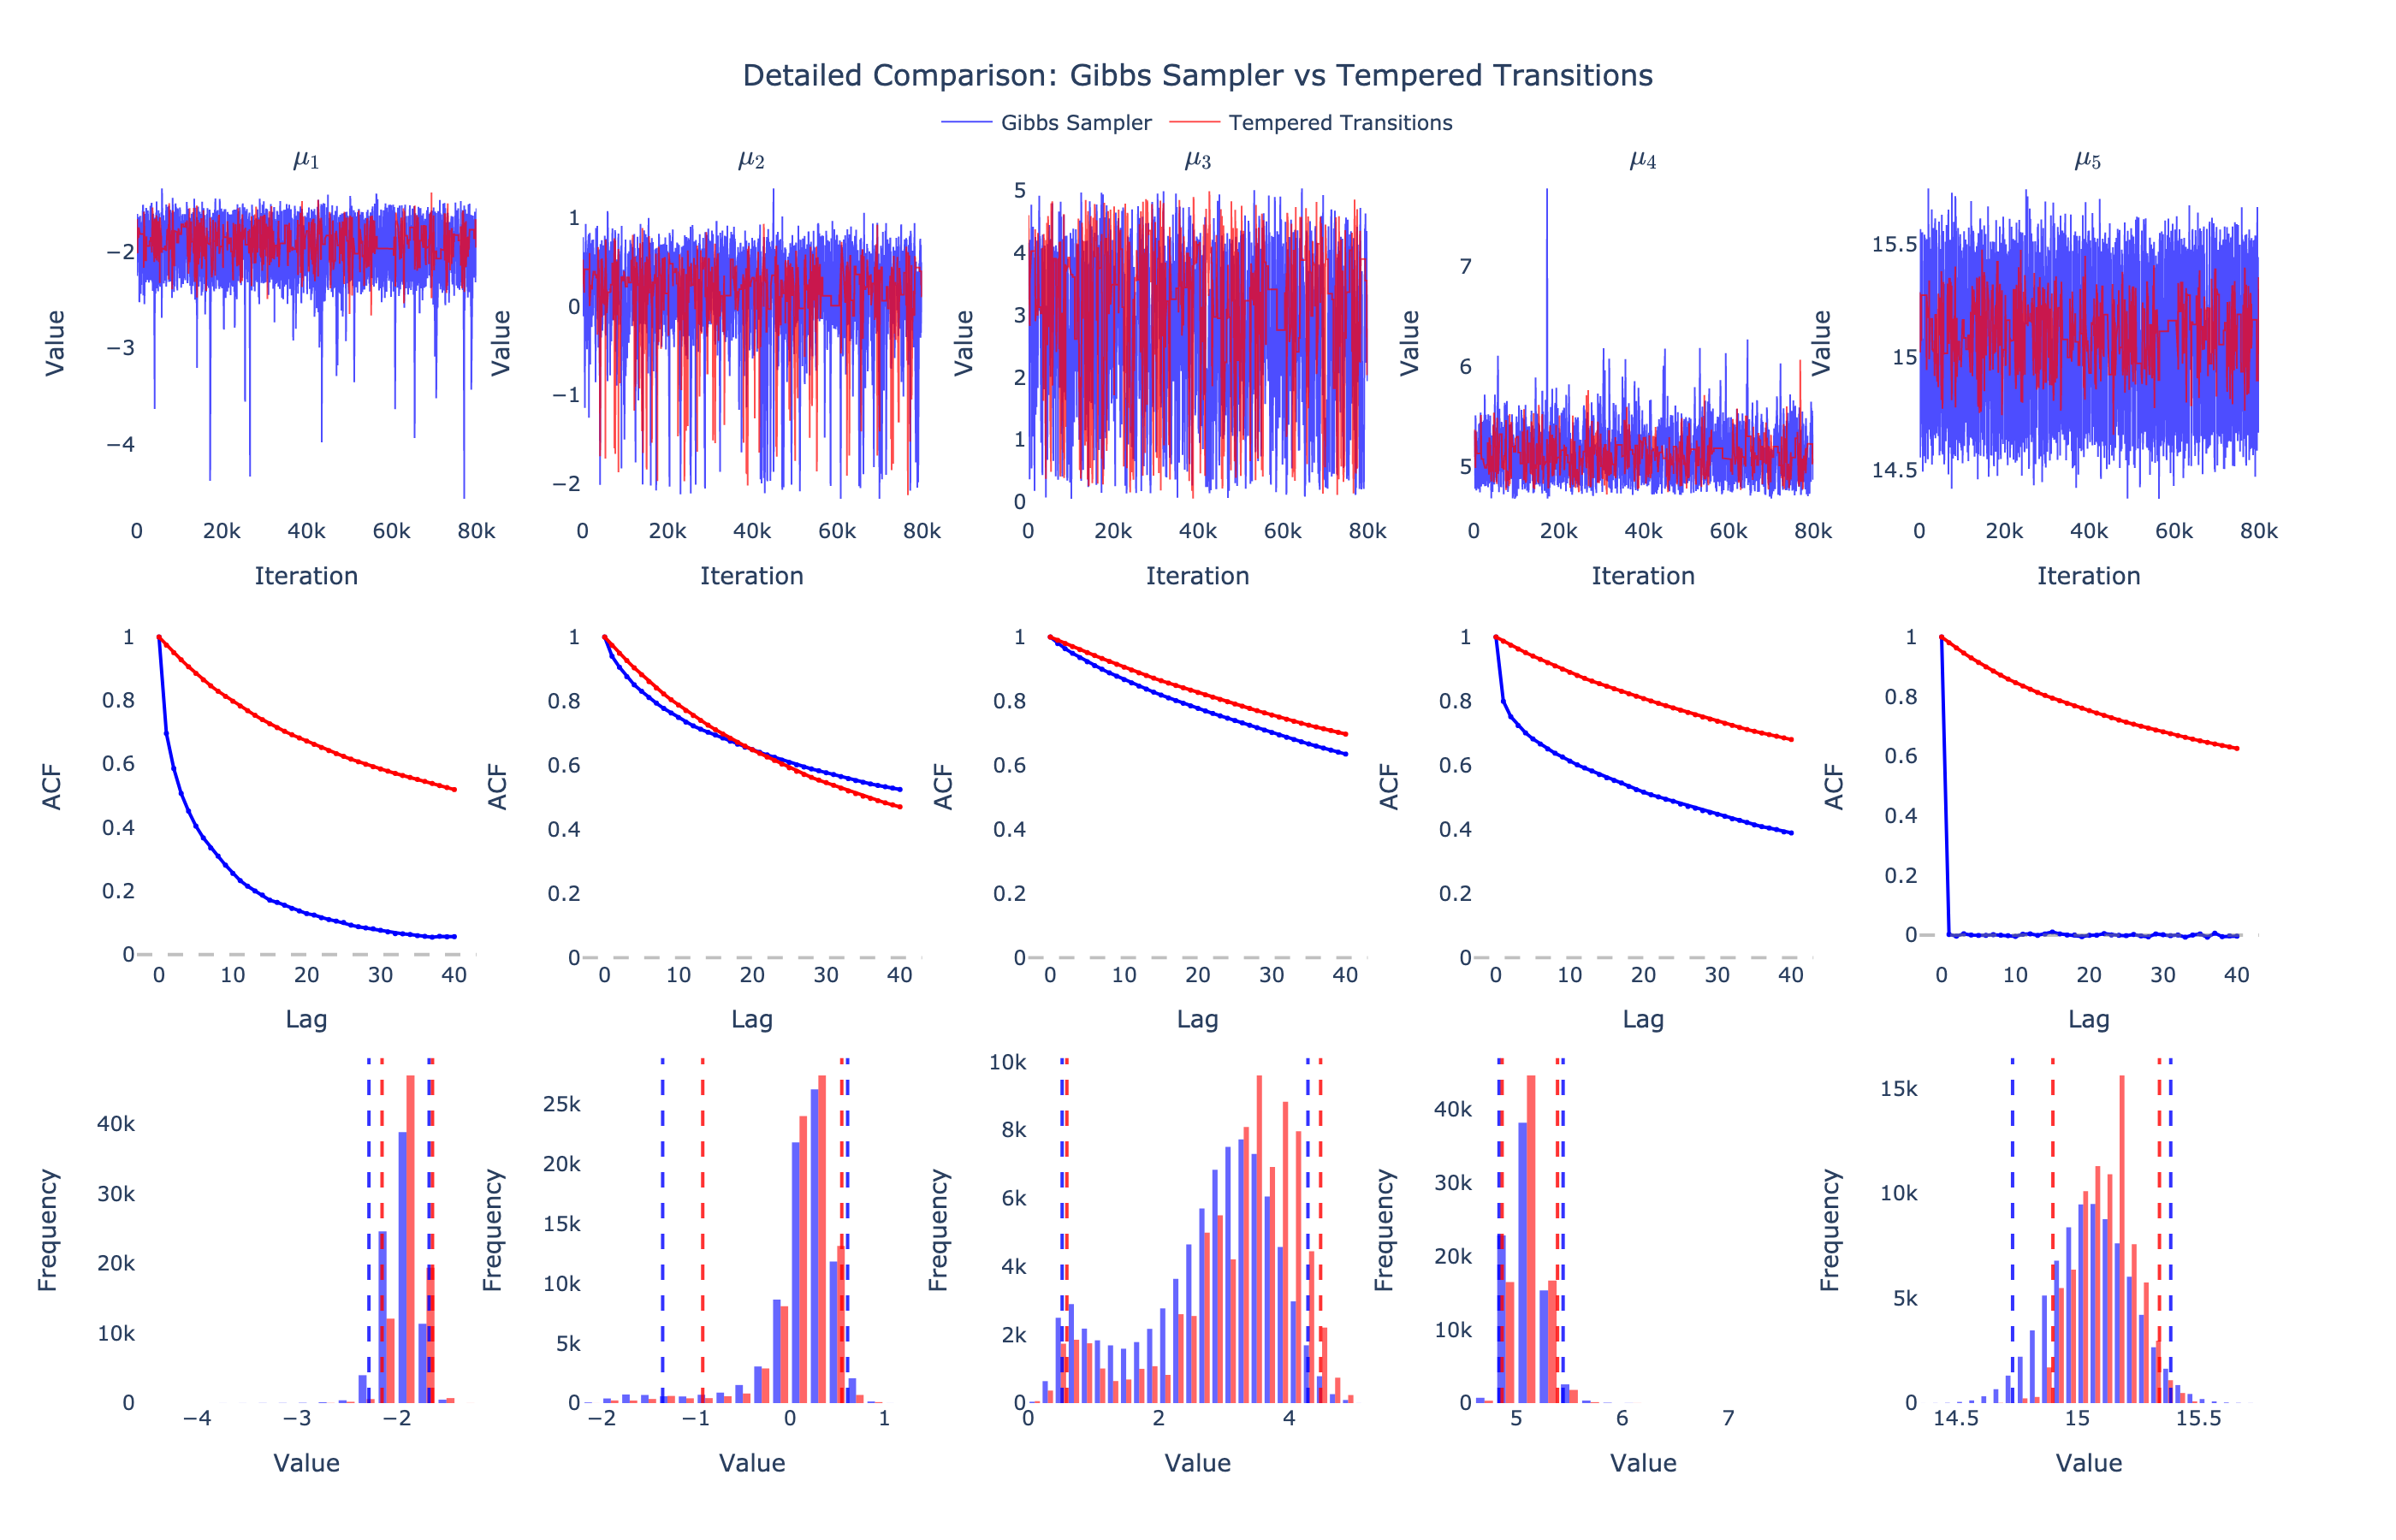 Detailed Comparison: Gibbs Sampler vs Tempered Transitions
Gibbs Sampler Tempered Transitions
μ₁ μ₂ μ₃ μ₄ μ₅
Value
−2
−3
−4
0 20k 40k 60k 80k
Iteration
Value
1
0
−1
−2
0 20k 40k 60k 80k
Iteration
Value
5
4
3
2
1
0
0 20k 40k 60k 80k
Iteration
Value
7
6
5
0 20k 40k 60k 80k
Iteration
Value
15.5
15
14.5
0 20k 40k 60k 80k
Iteration
ACF
1
0.8
0.6
0.4
0.2
0
0 10 20 30 40
Lag
ACF
1
0.8
0.6
0.4
0.2
0
0 10 20 30 40
Lag
ACF
1
0.8
0.6
0.4
0.2
0
0 10 20 30 40
Lag
ACF
1
0.8
0.6
0.4
0.2
0
0 10 20 30 40
Lag
ACF
1
0.8
0.6
0.4
0.2
0
0 10 20 30 40
Lag
Frequency
40k
30k
20k
10k
0
−4 −3 −2
Value
Frequency
25k
20k
15k
10k
5k
0
−2 −1 0 1
Value
Frequency
10k
8k
6k
4k
2k
0
0 2 4
Value
Frequency
40k
30k
20k
10k
0
5 6 7
Value
Frequency
15k
10k
5k
0
14.5 15 15.5
Value